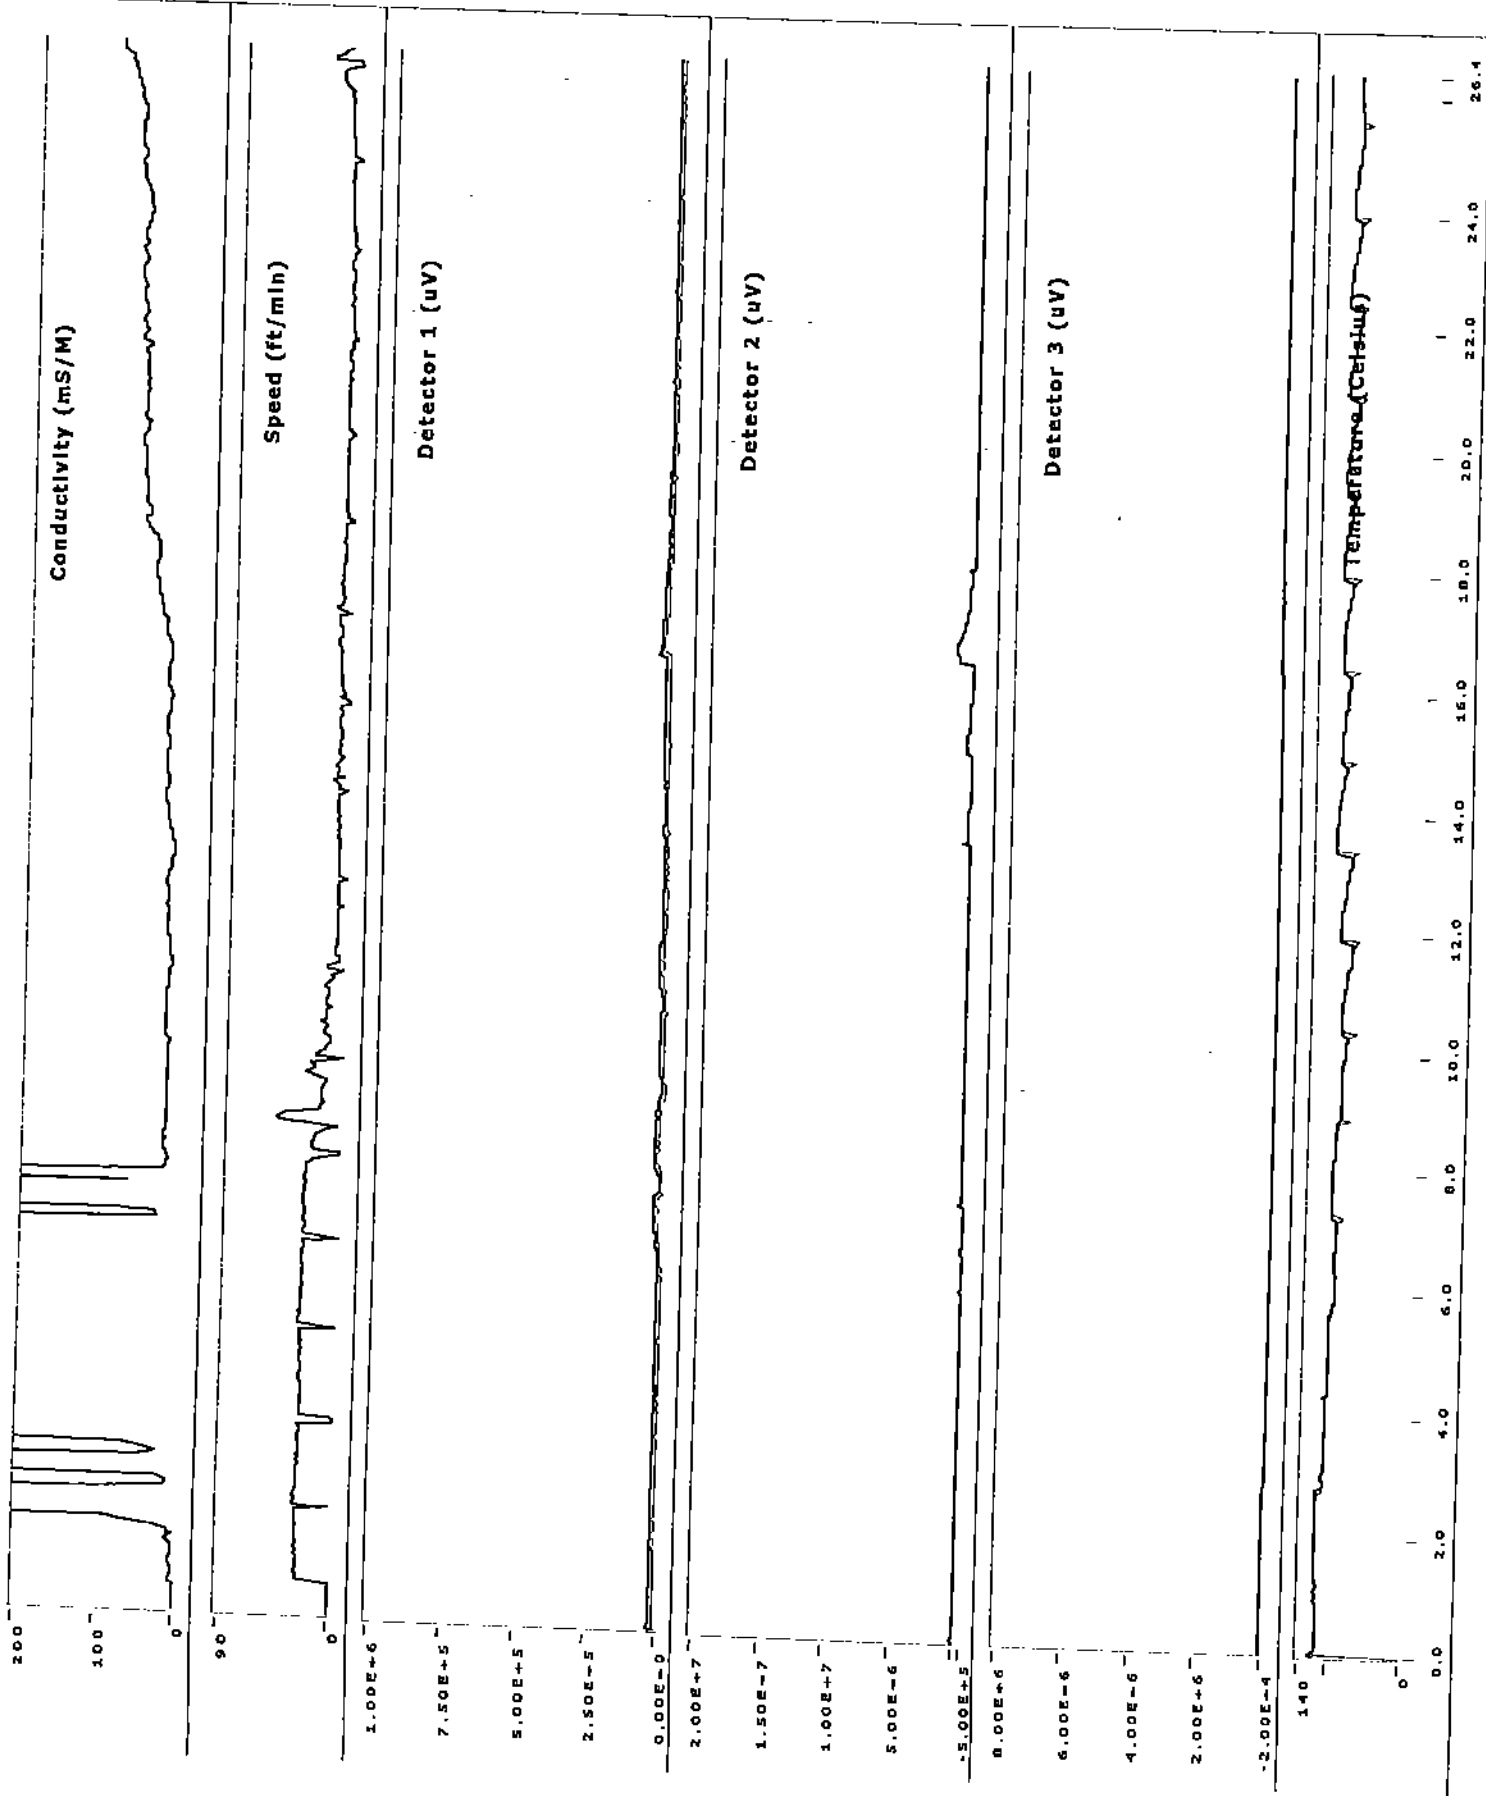 Conductivity (mS/M)
200
100
0
Speed (ft/min)
90
0
Detector 1 (uV)
1.00E+6
7.50E+5
5.00E+5
2.50E-5
0.00E-0
Detector 2 (uV)
2.00E+7
1.50E-7
1.00E+7
5.00E-6
-5.00E+5
Detector 3 (uV)
8.00E+6
6.00E-6
4.00E-6
2.00E+6
-2.00E-4
Temperature (Celsius)
140
0
0.0 2.0 4.0 6.0 8.0 10.0 12.0 14.0 16.0 18.0 20.0 22.0 24.0 26.4